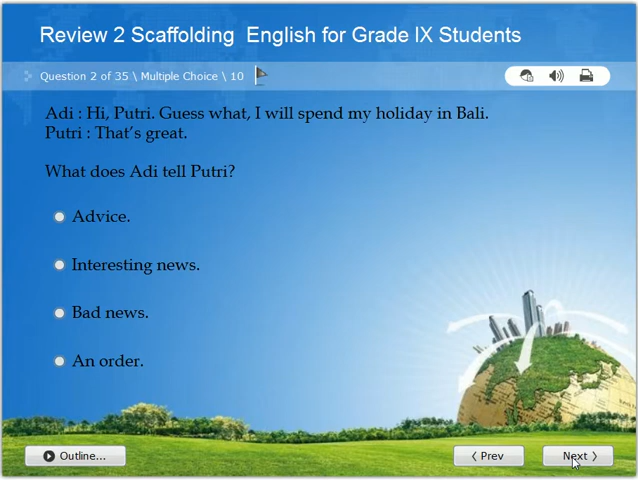 Review 2 Scaffolding  English for Grade IX Students
Question 2 of 35 \ Multiple Choice \ 10
Adi : Hi, Putri. Guess what, I will spend my holiday in Bali.
Putri : That's great.
What does Adi tell Putri?
Advice.
Interesting news.
Bad news.
An order.
Outline...
Prev
Next